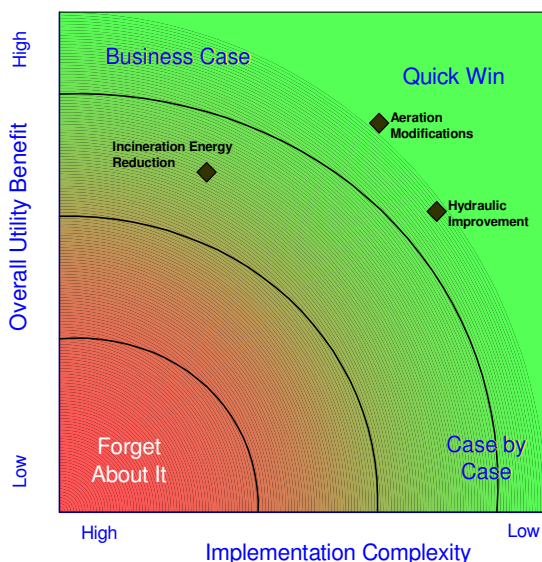 High
Business Case
Quick Win
Aeration
Modifications
Incineration Energy
Reduction
Hydraulic
Improvement
Overall Utility Benefit
Forget
About It
Case by
Case
Low
High
Low
Implementation Complexity